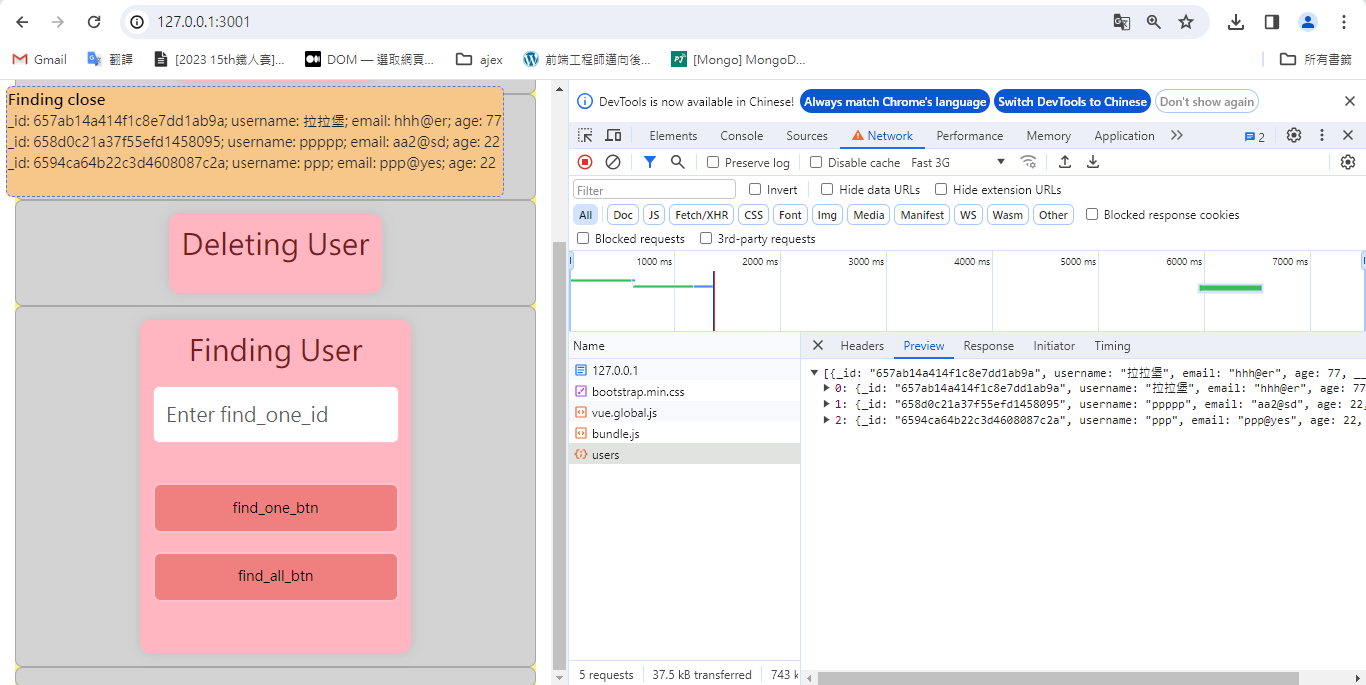 127.0.0.1:3001
Gmail
翻譯
[2023 15th鐵人賽]...
DOM — 選取網頁...
ajex
前端工程師邁向後...
[Mongo] MongoD...
所有書籤
Finding close
_id: 657ab14a414f1c8e7dd1ab9a; username: 拉拉堡; email: hhh@er; age: 77
_id: 658d0c21a37f55efd1458095; username: ppppp; email: aa2@sd; age: 22
_id: 6594ca64b22c3d4608087c2a; username: ppp; email: ppp@yes; age: 22
Deleting User
Finding User
Enter find_one_id
find_one_btn
find_all_btn
DevTools is now available in Chinese!
Always match Chrome's language
Switch DevTools to Chinese
Don't show again
Elements
Console
Sources
Network
Performance
Memory
Application
2
Preserve log
Disable cache
Fast 3G
Filter
Invert
Hide data URLs
Hide extension URLs
All
Doc
JS
Fetch/XHR
CSS
Font
Img
Media
Manifest
WS
Wasm
Other
Blocked response cookies
Blocked requests
3rd-party requests
1000 ms
2000 ms
3000 ms
4000 ms
5000 ms
6000 ms
7000 ms
Name
127.0.0.1
bootstrap.min.css
vue.global.js
bundle.js
users
5 requests
37.5 kB transferred
743 k
Headers
Preview
Response
Initiator
Timing
[{_id: "657ab14a414f1c8e7dd1ab9a", username: "拉拉堡", email: "hhh@er", age: 77, __
0: {_id: "657ab14a414f1c8e7dd1ab9a", username: "拉拉堡", email: "hhh@er", age: 77
1: {_id: "658d0c21a37f55efd1458095", username: "ppppp", email: "aa2@sd", age: 22,
2: {_id: "6594ca64b22c3d4608087c2a", username: "ppp", email: "ppp@yes", age: 22,